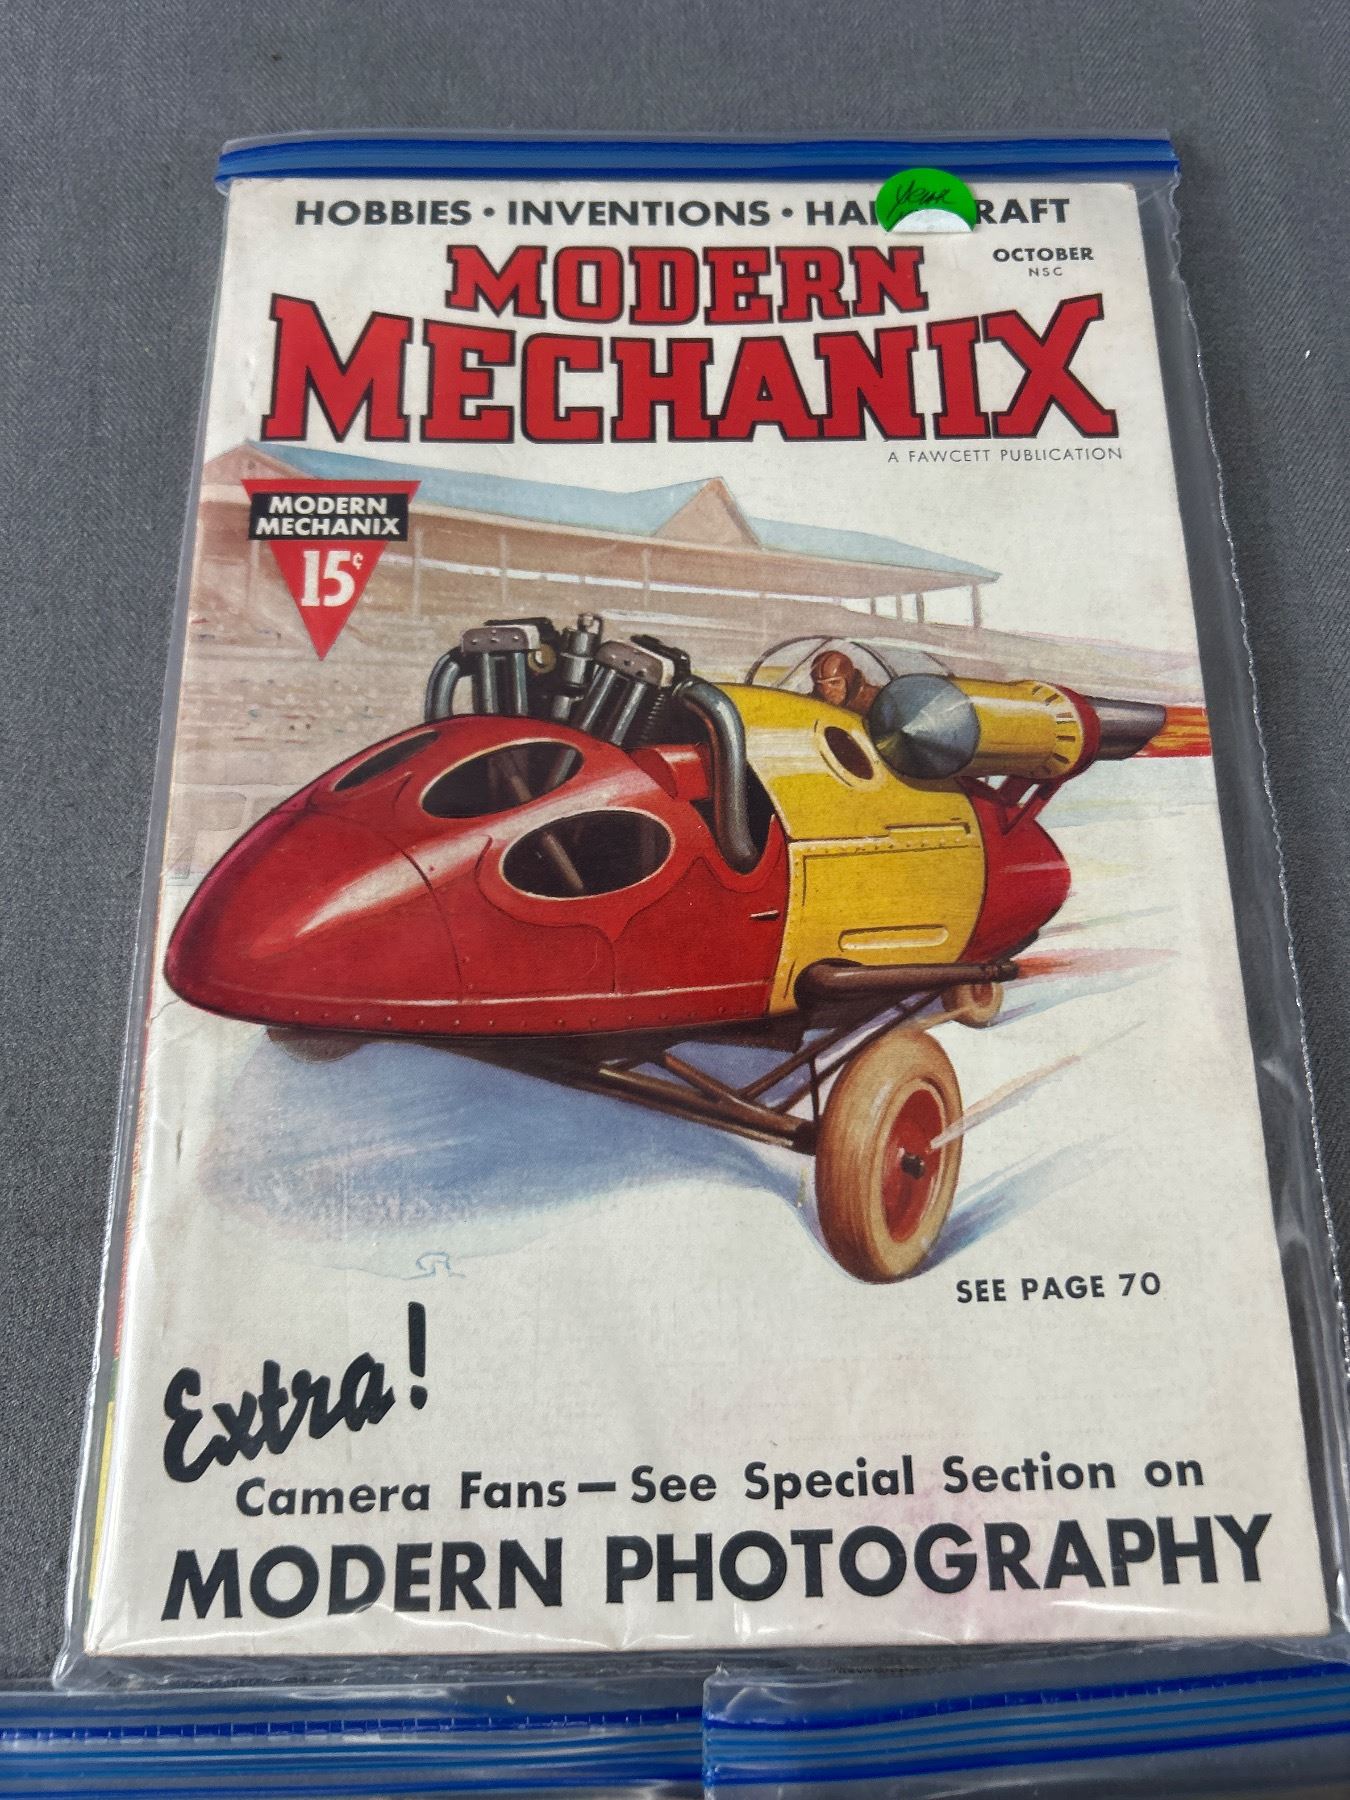 HOBBIES • INVENTIONS • HA RAFT
Year
OCTOBER
NSC
MODERN
MECHANIX
A FAWCETT PUBLICATION
MODERN
MECHANIX
15¢
SEE PAGE 70
Extra!
Camera Fans — See Special Section on
MODERN PHOTOGRAPHY